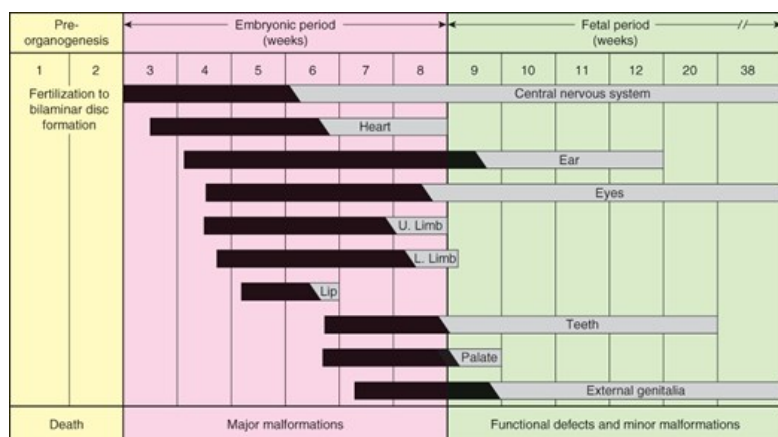 Pre-
organogenesis
Embryonic period
(weeks)
Fetal period
(weeks)
1 2 3 4 5 6 7 8 9 10 11 12 20 38
Fertilization to
bilaminar disc
formation
Central nervous system
Heart
Ear
Eyes
U. Limb
L. Limb
Lip
Teeth
Palate
External genitalia
Death Major malformations Functional defects and minor malformations